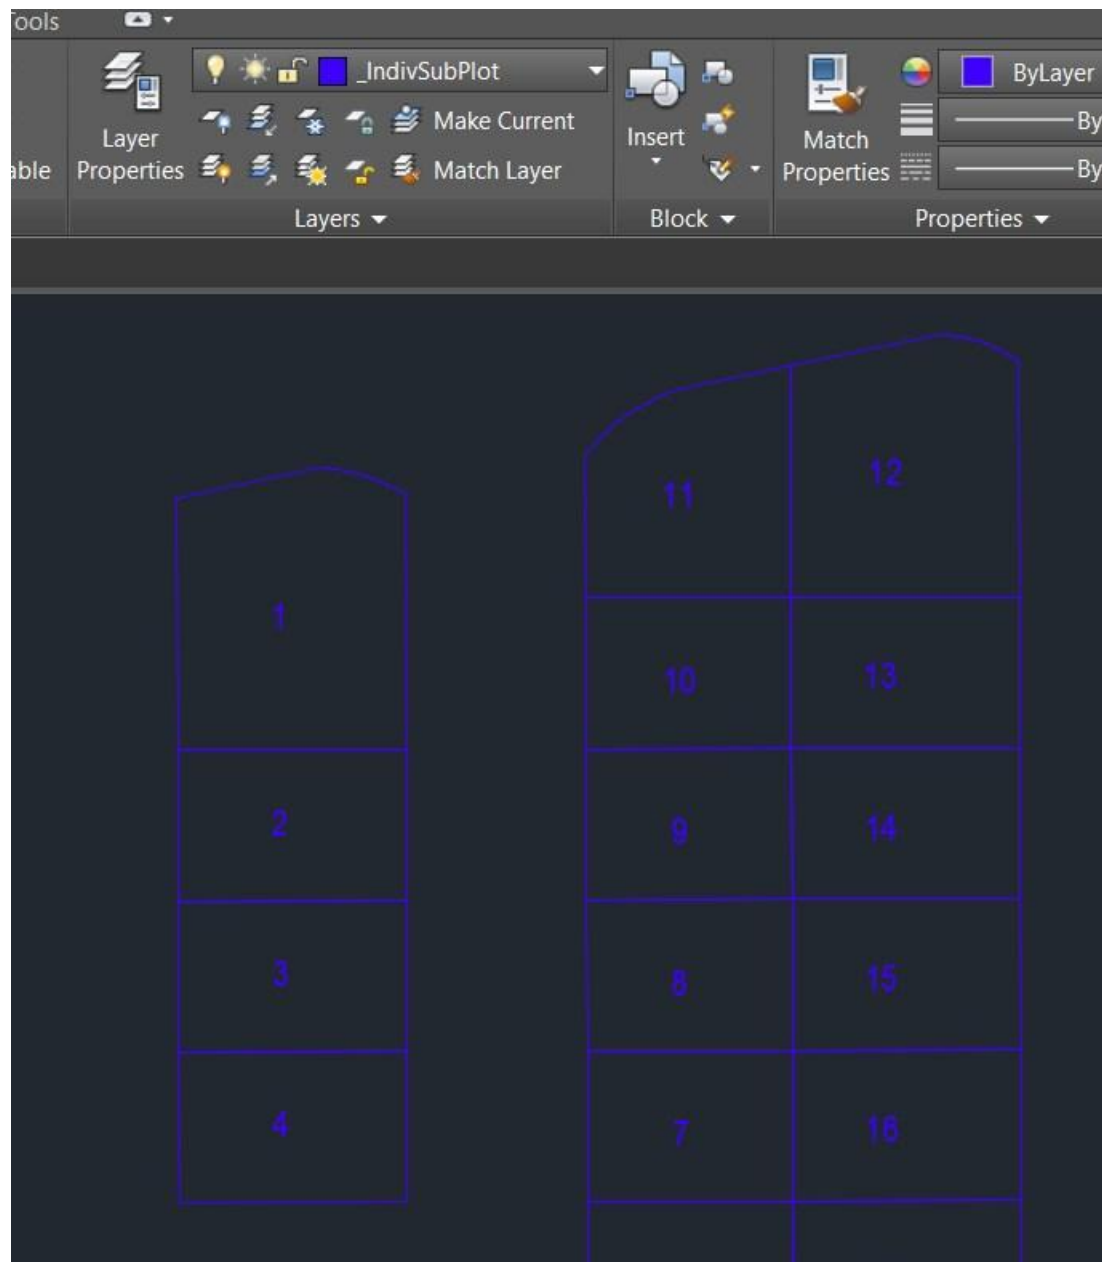 Tools
_IndivSubPlot
ByLayer
Layer
Properties
Make Current
Match Layer
Insert
Match
Properties
By
By
able
Layers
Block
Properties
11
12
1
10
13
2
9
14
3
8
15
4
7
16